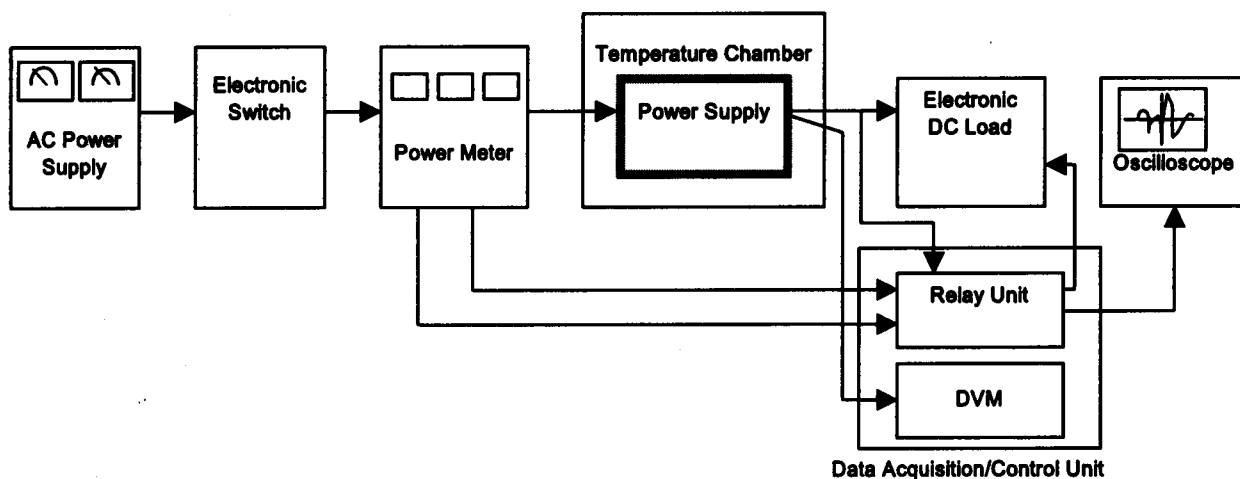 AC Power
Supply
Electronic
Switch
Power Meter
Temperature Chamber
Power Supply
Electronic
DC Load
Oscilloscope
Relay Unit
DVM
Data Acquisition/Control Unit